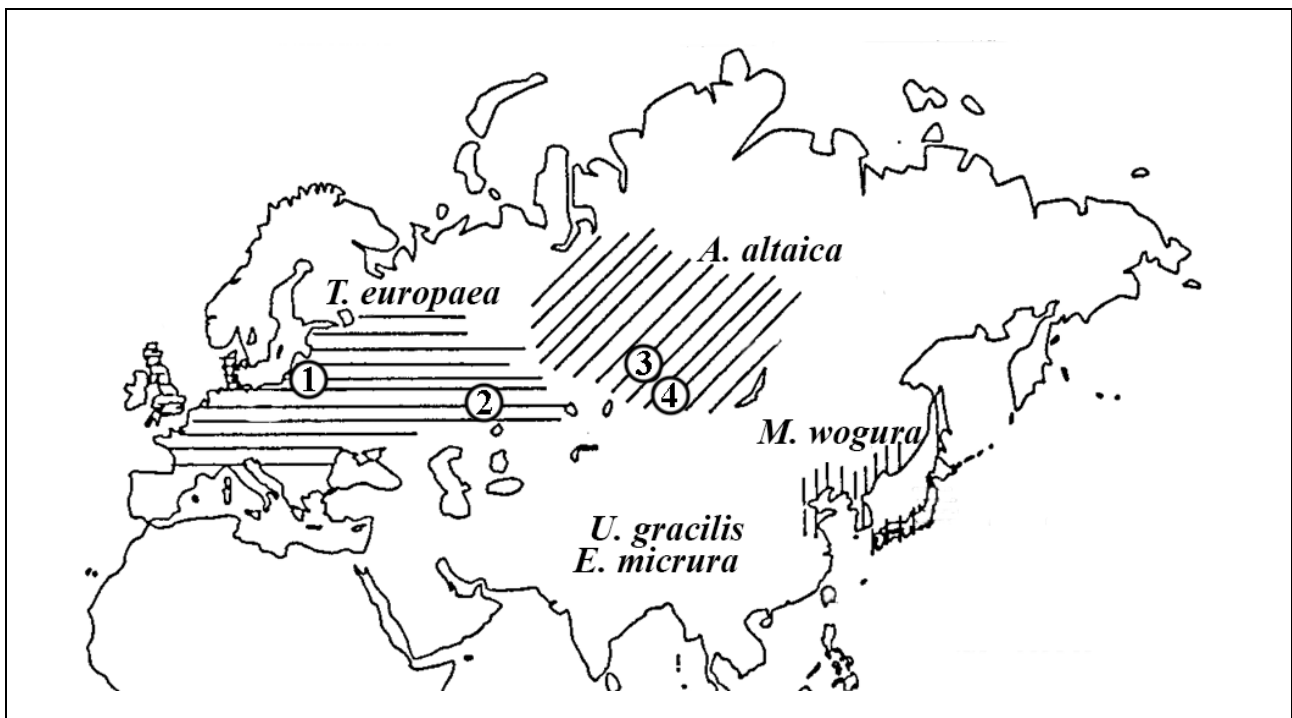 A. altaica
T. europaea
3
1
4
2
M. wogura
U. gracilis
E. micrura